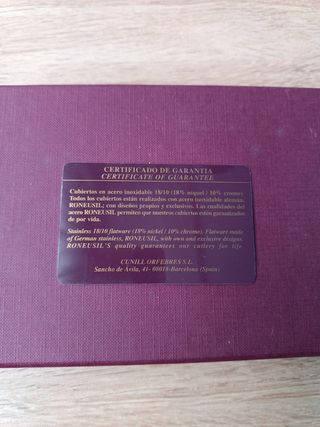 CERTIFICADO DE GARANTIA
CERTIFICATE OF GUARANTEE
Cubiertos en acero inoxidable 18/10 (18% niquel / 10% cromo).
Todos los cubiertos están realizados con acero inoxidable alemán,
RONEUSIL; con diseños propios y exclusivos. Las cualidades del
acero RONEUSIL permiten que nuestros cubiertos estén garantizados
de por vida.
Stainless 18/10 flatware (18% nickel / 10% chrome). Flatware made
of German stainless, RONEUSIL, with own and exclusive designs.
RONEUSIL'S quality guarantees our cutlery for life.
CUNILL ORFEBRES S.L.
Sancho de Avila, 41- 08018-Barcelona (Spain)